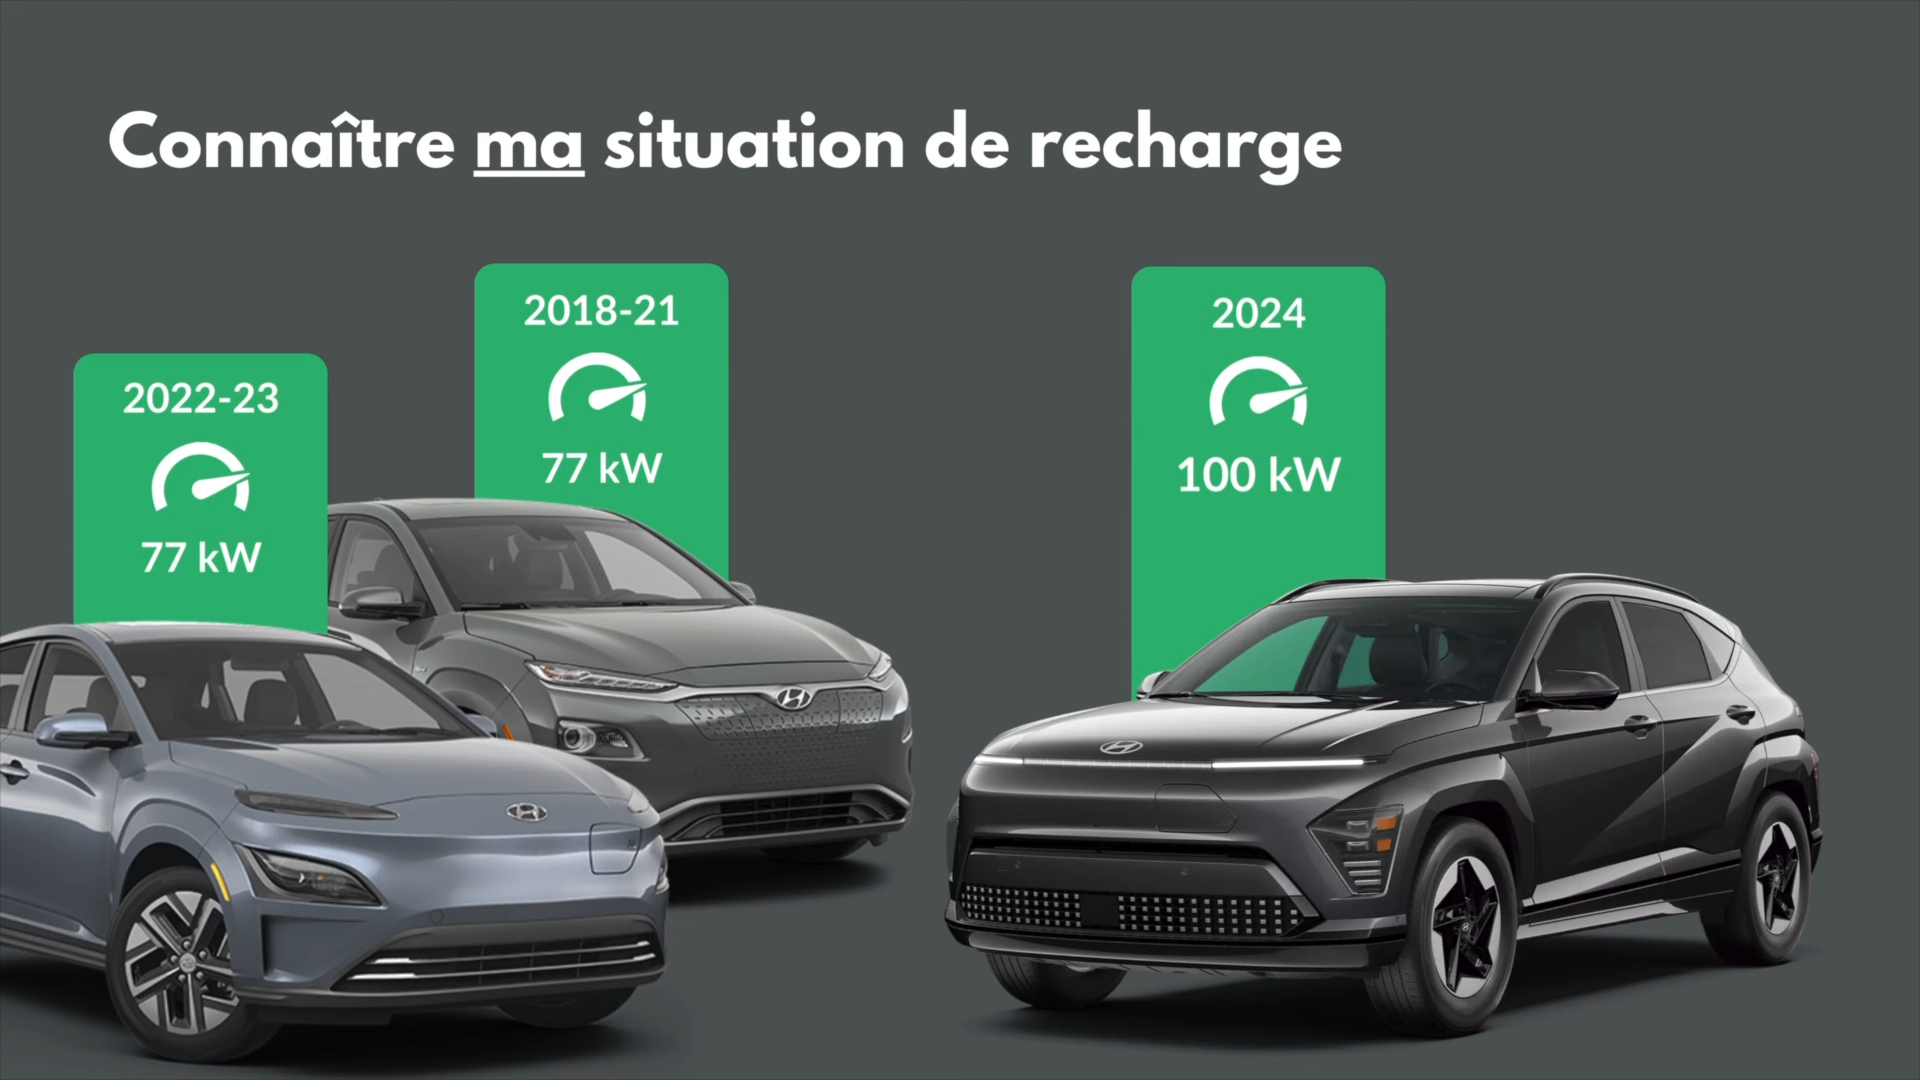 Connaître ma situation de recharge
2022-23
77 kW
2018-21
77 kW
2024
100 kW